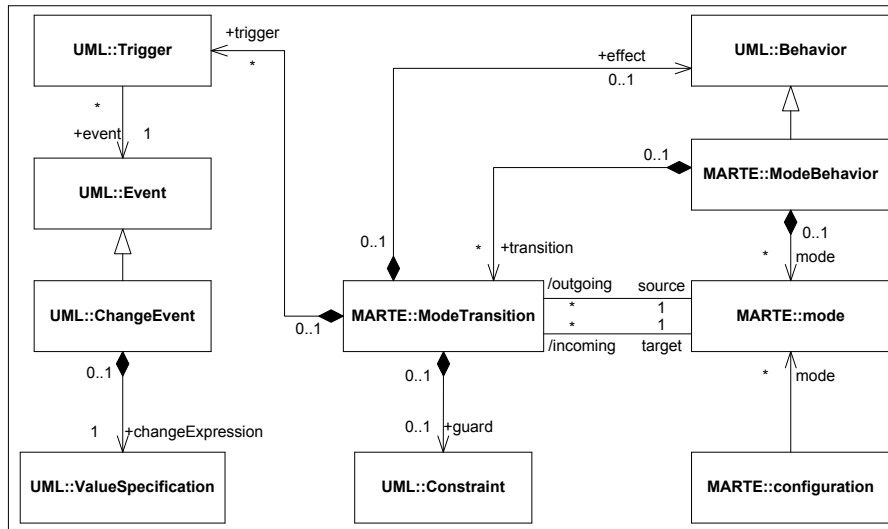 UML::Trigger
+trigger
*
+effect
0..1
UML::Behavior
*
+event
1
0..1
MARTE::ModeBehavior
UML::Event
0..1
0..1
*
+transition
*
mode
UML::ChangeEvent
0..1
MARTE::ModeTransition
/outgoing
source
*
1
*
1
/incoming
target
MARTE::mode
0..1
0..1
*
mode
1
+changeExpression
0..1
+guard
UML::ValueSpecification
UML::Constraint
MARTE::configuration